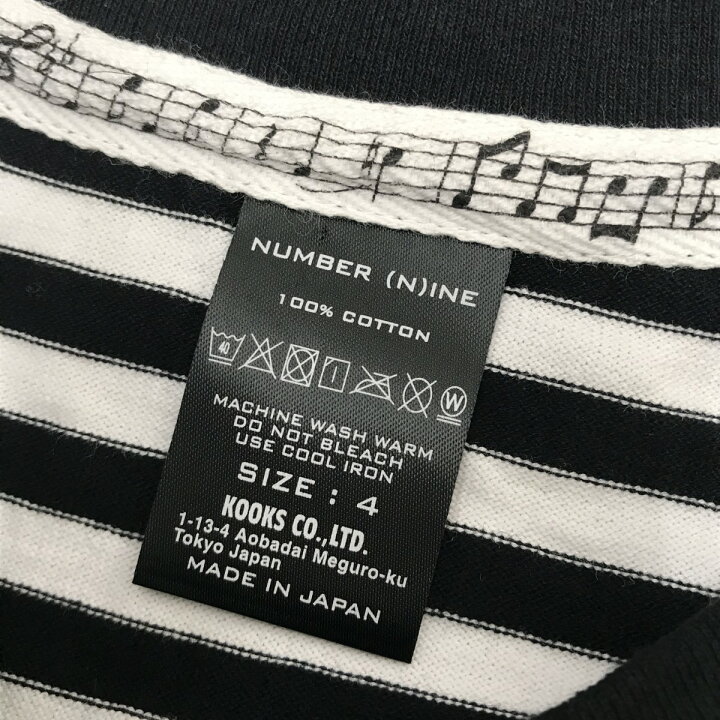 NUMBER (N)INE
100% COTTON
40 W
MACHINE WASH WARM
DO NOT BLEACH
USE COOL IRON
SIZE : 4
KOOKS CO.,LTD.
1-13-4 Aobadai Meguro-ku
Tokyo Japan
MADE IN JAPAN